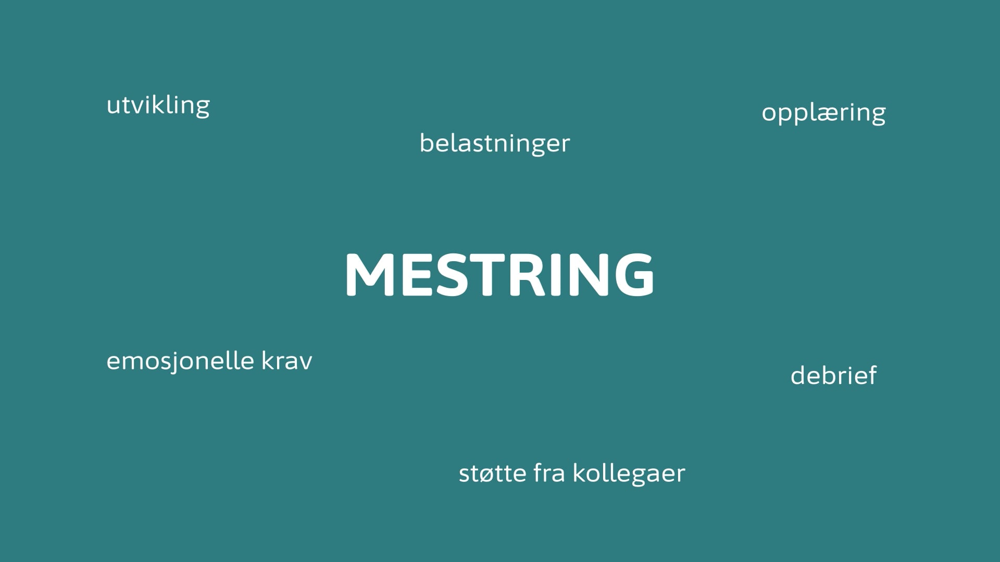 utvikling
opplæring
belastninger
MESTRING
emosjonelle krav
debrief
støtte fra kollegaer